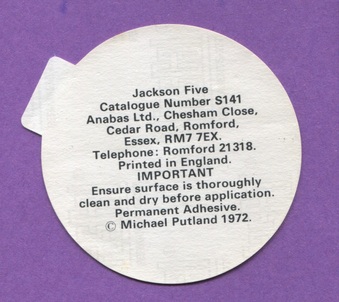 Jackson Five
Catalogue Number S141
Anabas Ltd., Chesham Close,
Cedar Road, Romford,
Essex, RM7 7EX.
Telephone: Romford 21318.
Printed in England.
IMPORTANT
Ensure surface is thoroughly
clean and dry before application.
Permanent Adhesive.
© Michael Putland 1972.